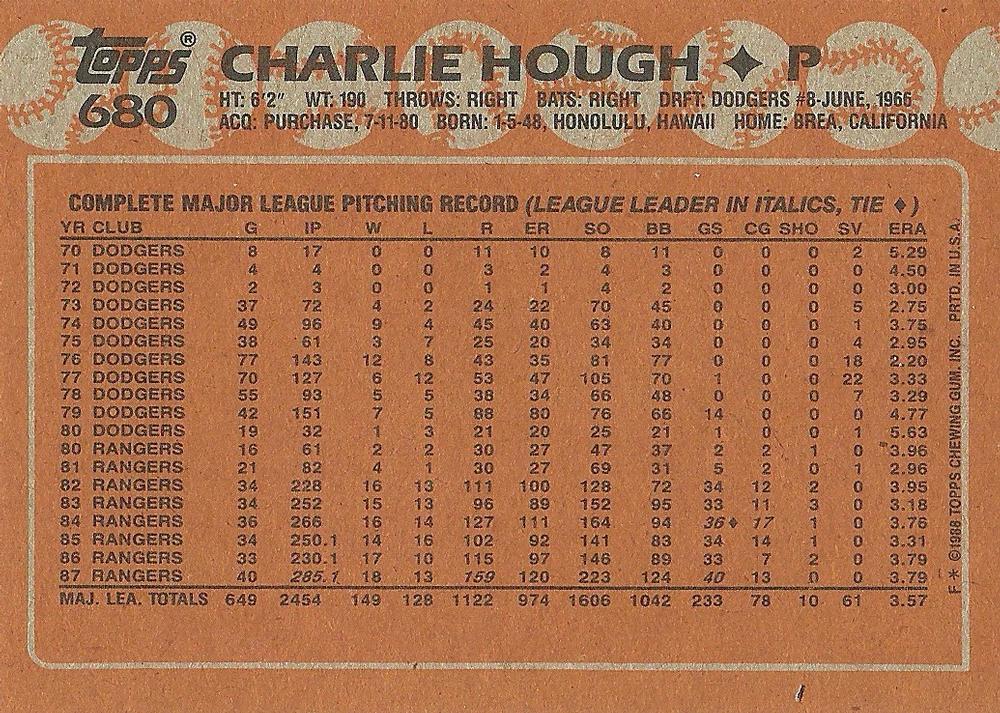 Topps® CHARLIE HOUGH ✦ P
680 HT: 6'2" WT: 190 THROWS: RIGHT BATS: RIGHT DRFT: DODGERS #8-JUNE, 1966
ACQ: PURCHASE, 7-11-80 BORN: 1-5-48, HONOLULU, HAWAII HOME: BREA, CALIFORNIA
COMPLETE MAJOR LEAGUE PITCHING RECORD (LEAGUE LEADER IN ITALICS, TIE ♦)
YR CLUB G IP W L R ER SO BB GS CG SHO SV ERA
70 DODGERS 8 17 0 0 11 10 8 11 0 0 0 2 5.29
71 DODGERS 4 4 0 0 3 2 4 3 0 0 0 0 4.50
72 DODGERS 2 3 0 0 1 1 4 2 0 0 0 0 3.00
73 DODGERS 37 72 4 2 24 22 70 45 0 0 0 5 2.75
74 DODGERS 49 96 9 4 45 40 63 40 0 0 0 1 3.75
75 DODGERS 38 61 3 7 25 20 34 34 0 0 0 4 2.95
76 DODGERS 77 143 12 8 43 35 81 77 0 0 0 18 2.20
77 DODGERS 70 127 6 12 53 47 105 70 1 0 0 22 3.33
78 DODGERS 55 93 5 5 38 34 66 48 0 0 0 7 3.29
79 DODGERS 42 151 7 5 88 80 76 66 14 0 0 0 4.77
80 DODGERS 19 32 1 3 21 20 25 21 1 0 0 1 5.63
80 RANGERS 16 61 2 2 30 27 47 37 2 2 1 0 3.96
81 RANGERS 21 82 4 1 30 27 69 31 5 2 0 1 2.96
82 RANGERS 34 228 16 13 111 100 128 72 34 12 2 0 3.95
83 RANGERS 34 252 15 13 96 89 152 95 33 11 3 0 3.18
84 RANGERS 36 266 16 14 127 111 164 94 36♦ 17 1 0 3.76
85 RANGERS 34 250.1 14 16 102 92 141 83 34 14 1 0 3.31
86 RANGERS 33 230.1 17 10 115 97 146 89 33 7 2 0 3.79
87 RANGERS 40 285.1 18 13 159 120 223 124 40 13 0 0 3.79
MAJ. LEA. TOTALS 649 2454 149 128 1122 974 1606 1042 233 78 10 61 3.57
F* ©1988 TOPPS CHEWING GUM, INC. PRTD. IN U.S.A.